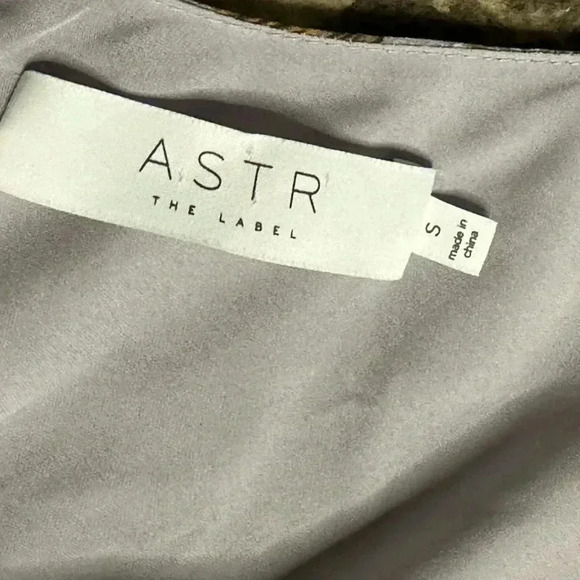 ASTR
THE LABEL
S
made in
china